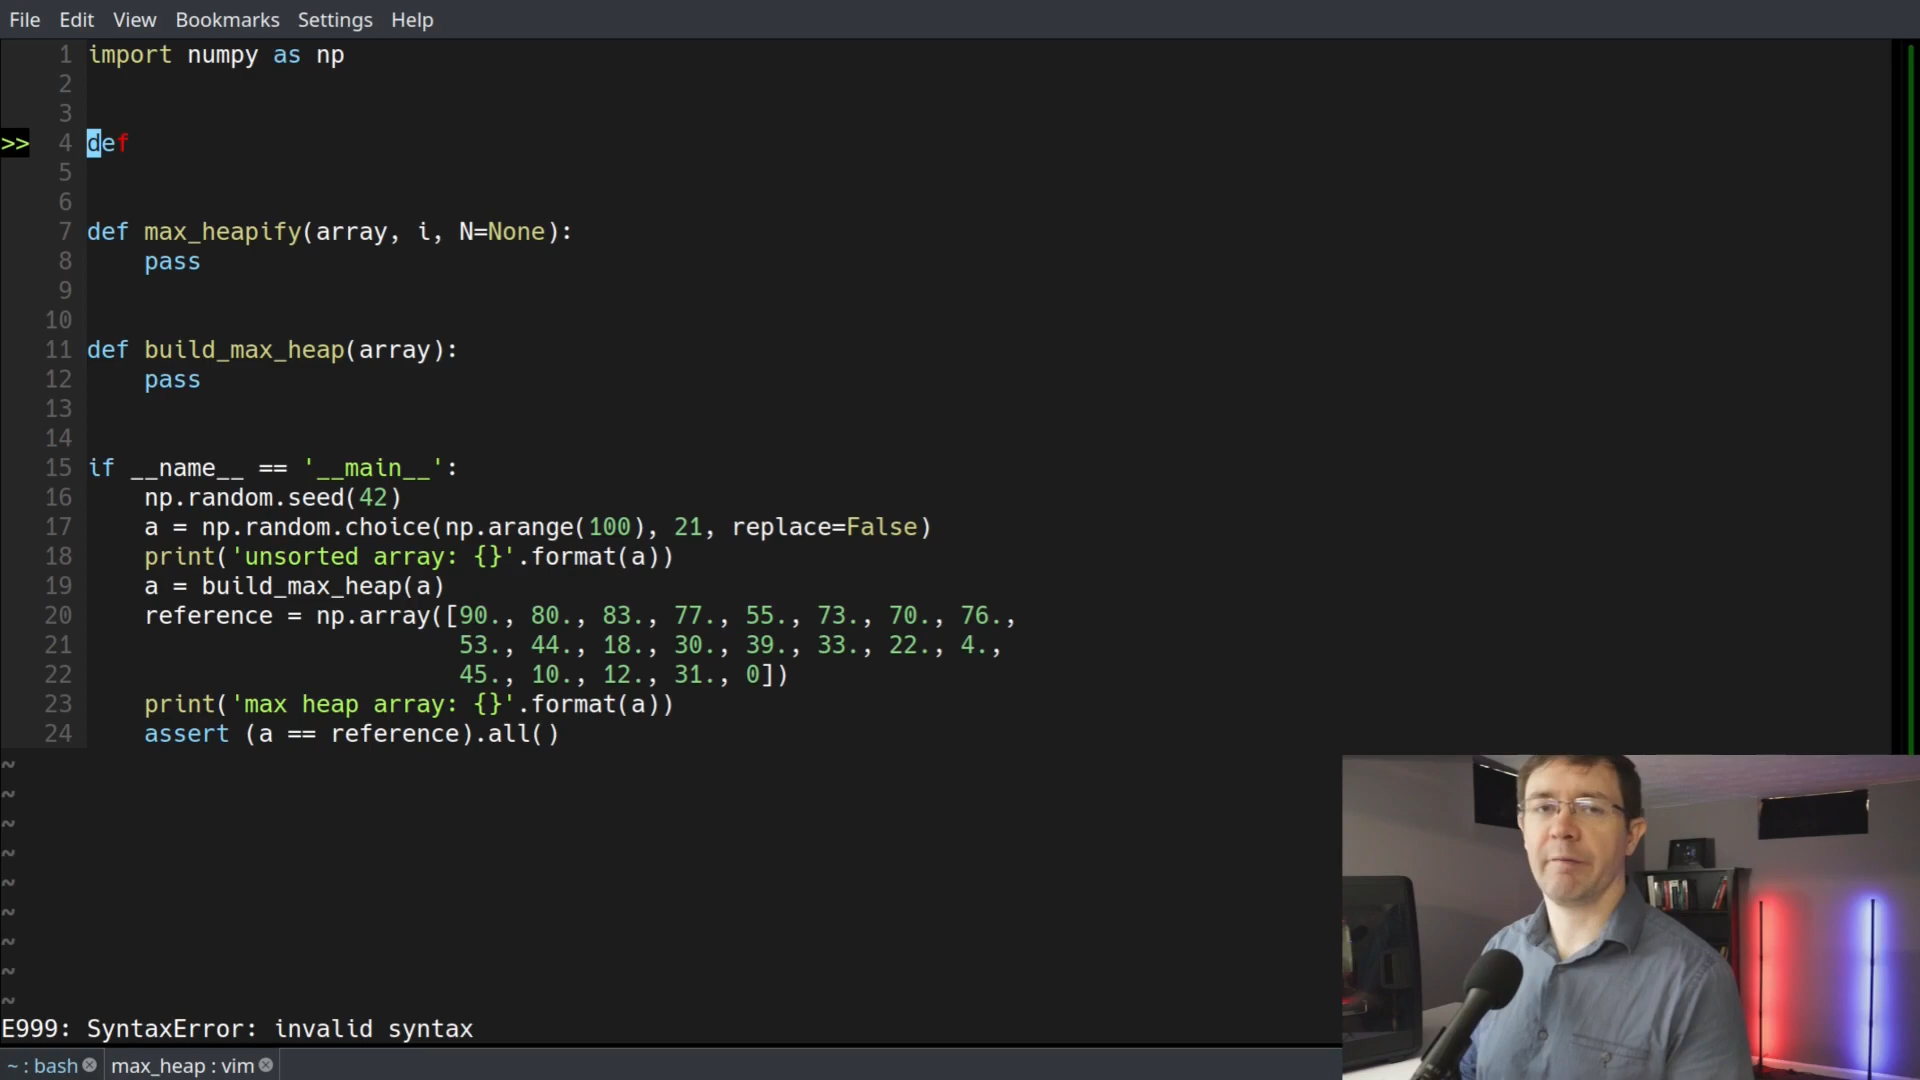 File Edit View Bookmarks Settings Help
1 import numpy as np
2
3
>> 4 def
5
6
7 def max_heapify(array, i, N=None):
8     pass
9
10
11 def build_max_heap(array):
12     pass
13
14
15 if __name__ == '__main__':
16     np.random.seed(42)
17     a = np.random.choice(np.arange(100), 21, replace=False)
18     print('unsorted array: {}'.format(a))
19     a = build_max_heap(a)
20     reference = np.array([90., 80., 83., 77., 55., 73., 70., 76.,
21                           53., 44., 18., 30., 39., 33., 22., 4.,
22                           45., 10., 12., 31., 0])
23     print('max heap array: {}'.format(a))
24     assert (a == reference).all()
~
~
~
~
~
~
~
~
~
E999: SyntaxError: invalid syntax
~ : bash max_heap : vim